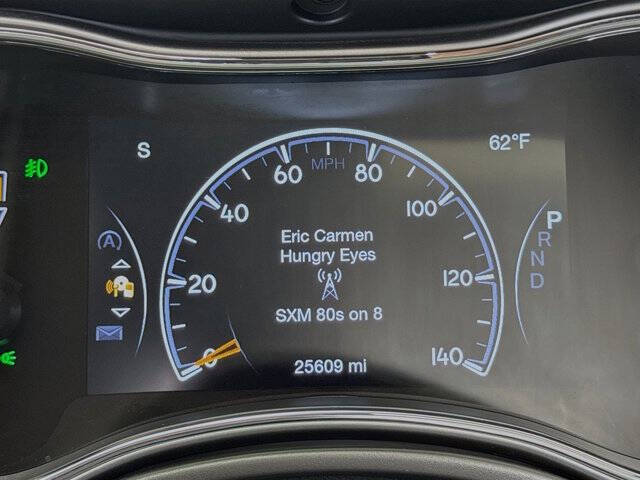 S
62°F
MPH
60
80
40
100
Eric Carmen
Hungry Eyes
P
R
N
D
A
20
120
SXM 80s on 8
0
140
25609 mi